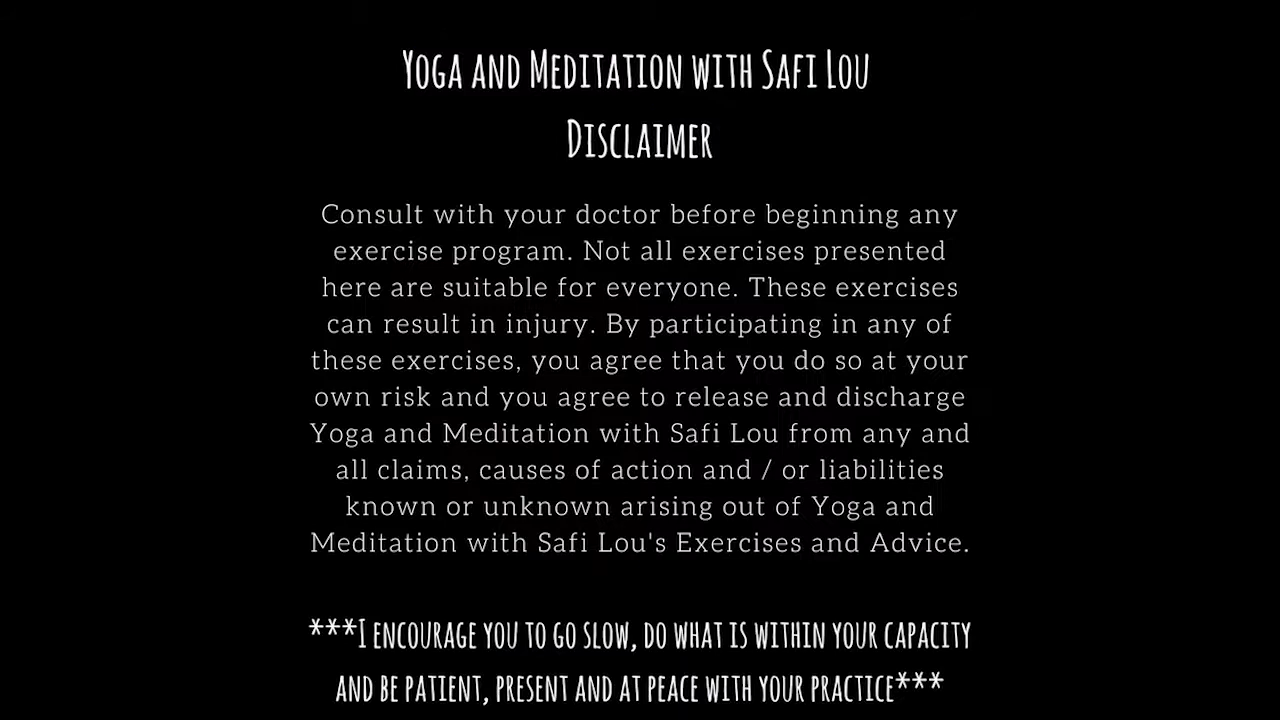 Yoga and Meditation with Safi Lou
Disclaimer
Consult with your doctor before beginning any
exercise program. Not all exercises presented
here are suitable for everyone. These exercises
can result in injury. By participating in any of
these exercises, you agree that you do so at your
own risk and you agree to release and discharge
Yoga and Meditation with Safi Lou from any and
all claims, causes of action and / or liabilities
known or unknown arising out of Yoga and
Meditation with Safi Lou's Exercises and Advice.
***I encourage you to go slow, do what is within your capacity
and be patient, present and at peace with your practice***